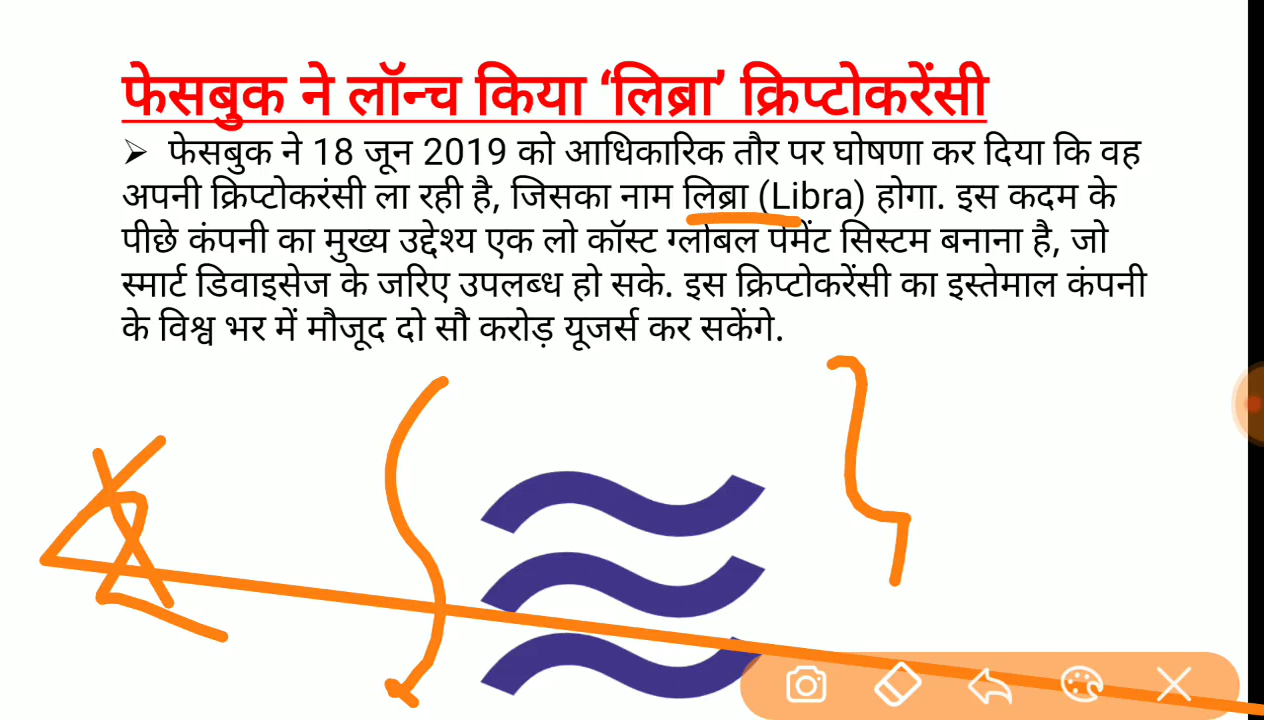 फेसबुक ने लॉन्च किया ‘लिब्रा’ क्रिप्टोकरेंसी
➢ फेसबुक ने 18 जून 2019 को आधिकारिक तौर पर घोषणा कर दिया कि वह
अपनी क्रिप्टोकरंसी ला रही है, जिसका नाम लिब्रा (Libra) होगा. इस कदम के
पीछे कंपनी का मुख्य उद्देश्य एक लो कॉस्ट ग्लोबल पेमेंट सिस्टम बनाना है, जो
स्मार्ट डिवाइसेज के जरिए उपलब्ध हो सके. इस क्रिप्टोकरेंसी का इस्तेमाल कंपनी
के विश्व भर में मौजूद दो सौ करोड़ यूजर्स कर सकेंगे.